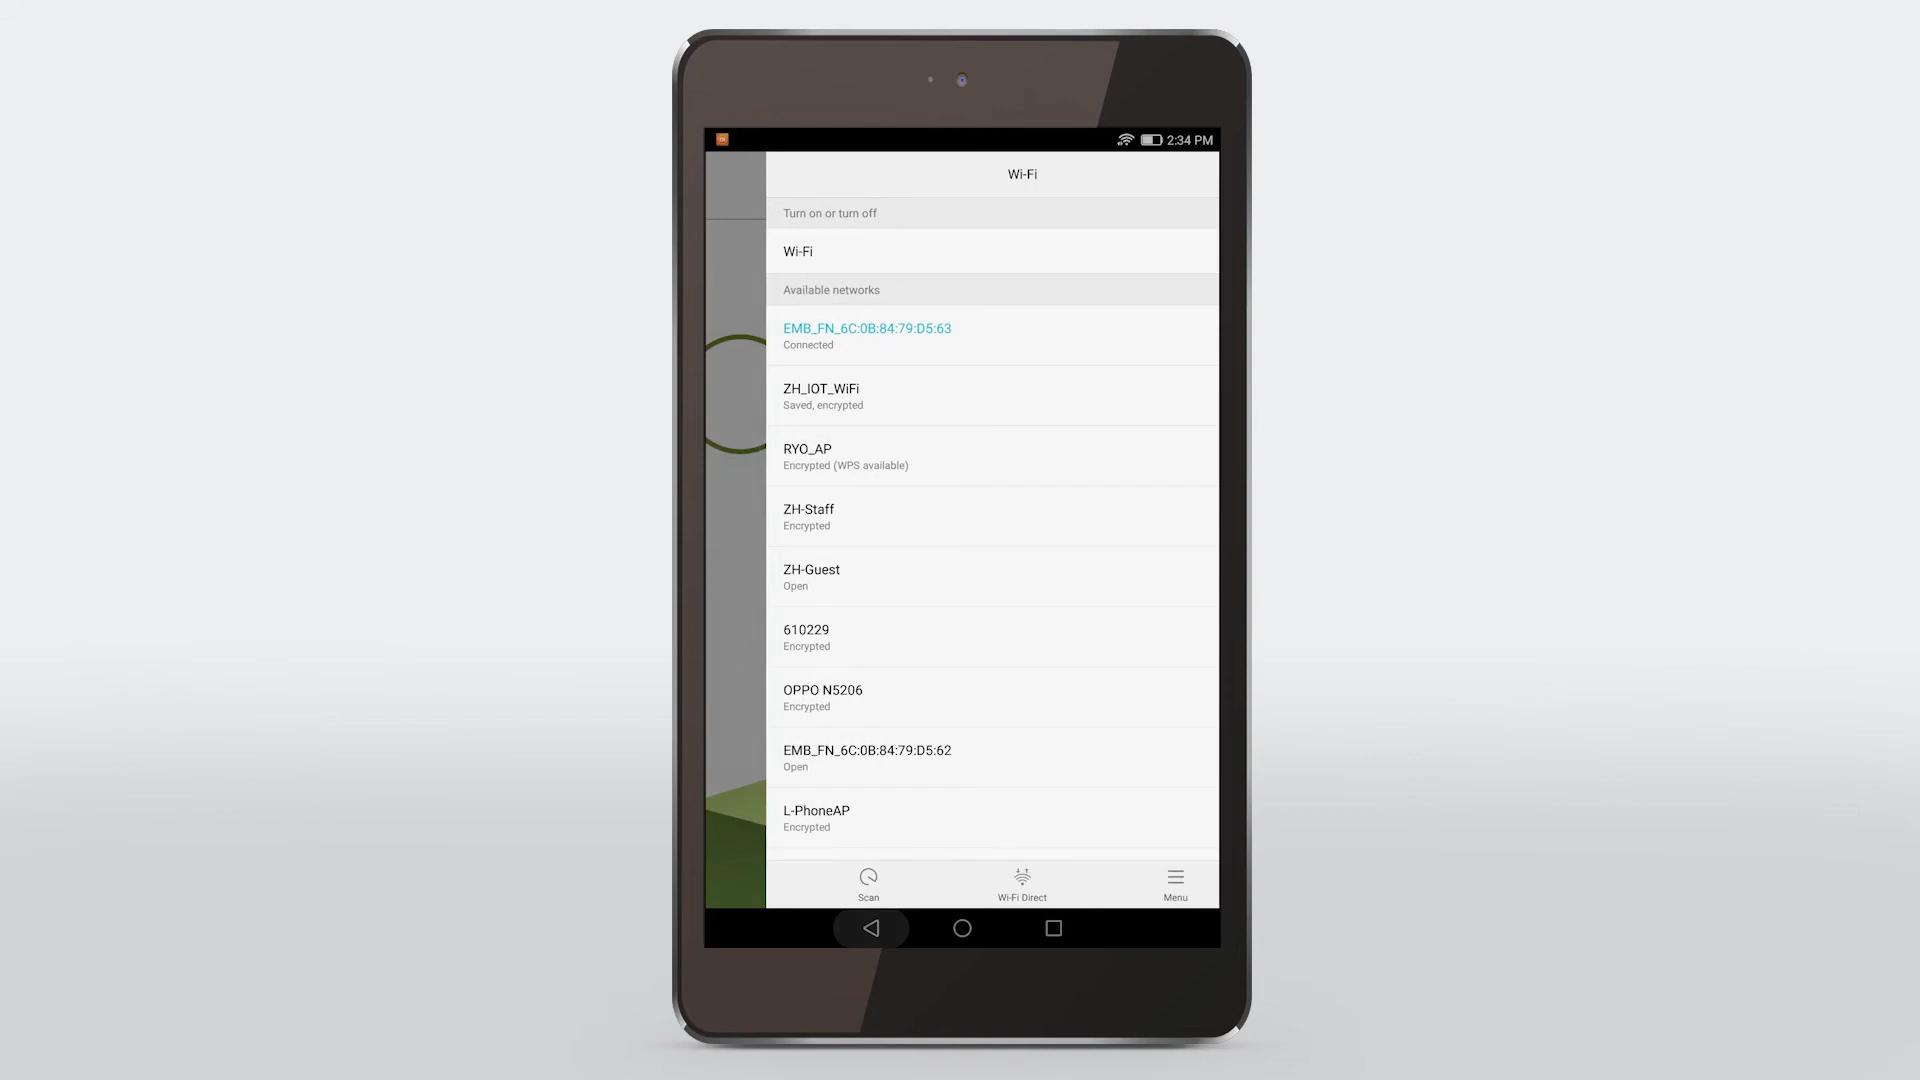 2:34 PM
Wi-Fi
Turn on or turn off
Wi-Fi
Available networks
EMB_FN_6C:0B:84:79:D5:63
Connected
ZH_IOT_WiFi
Saved, encrypted
RYO_AP
Encrypted (WPS available)
ZH-Staff
Encrypted
ZH-Guest
Open
610229
Encrypted
OPPO N5206
Encrypted
EMB_FN_6C:0B:84:79:D5:62
Open
L-PhoneAP
Encrypted
Scan
Wi-Fi Direct
Menu